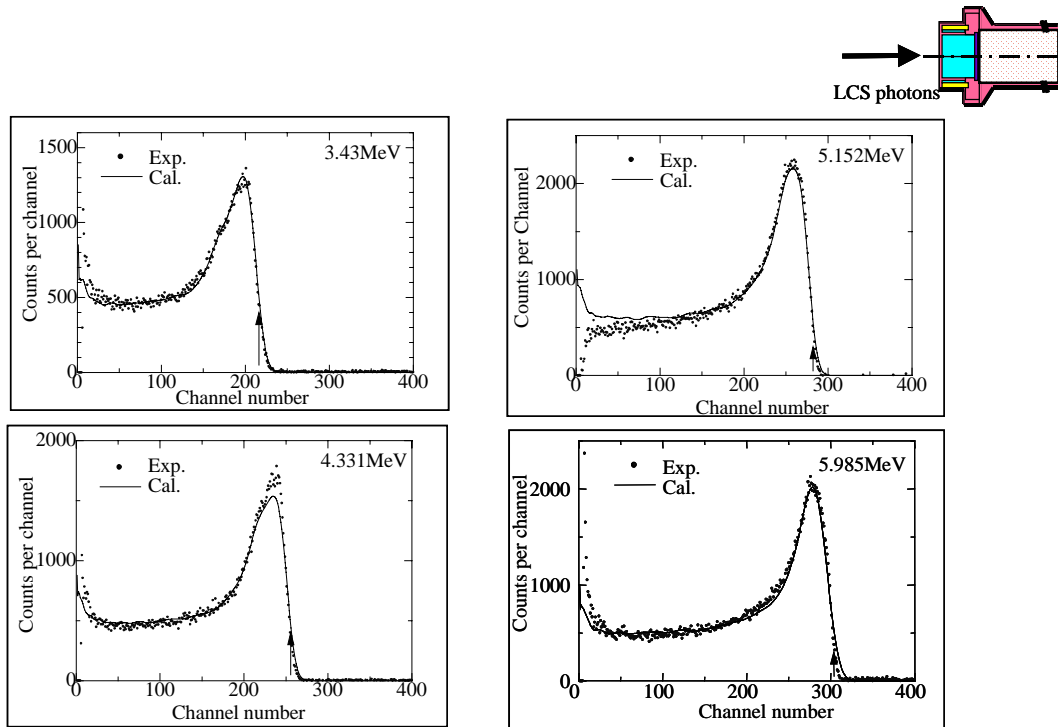 LCS photons
1500
1000
500
0
Counts per channel
Exp.
Cal.
3.43MeV
0 100 200 300 400
Channel number
2000
1000
0
Counts per Channel
Exp.
Cal.
5.152MeV
0 100 200 300 400
Channel number
2000
1000
0
Counts per channel
Exp.
Cal.
4.331MeV
0 100 200 300 400
Channel number
2000
1000
0
Counts per channel
Exp.
Cal.
5.985MeV
0 100 200 300 400
Channel number